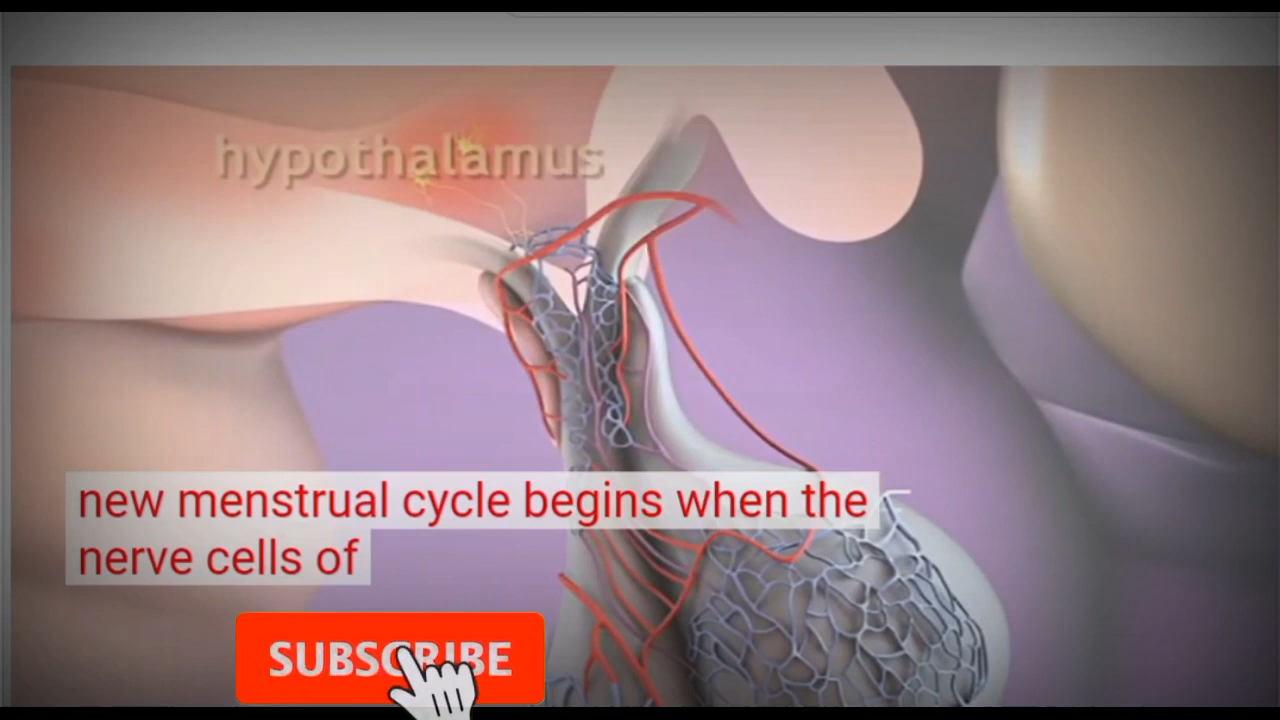 hypothalamus
new menstrual cycle begins when the
nerve cells of
SUBSCRIBE